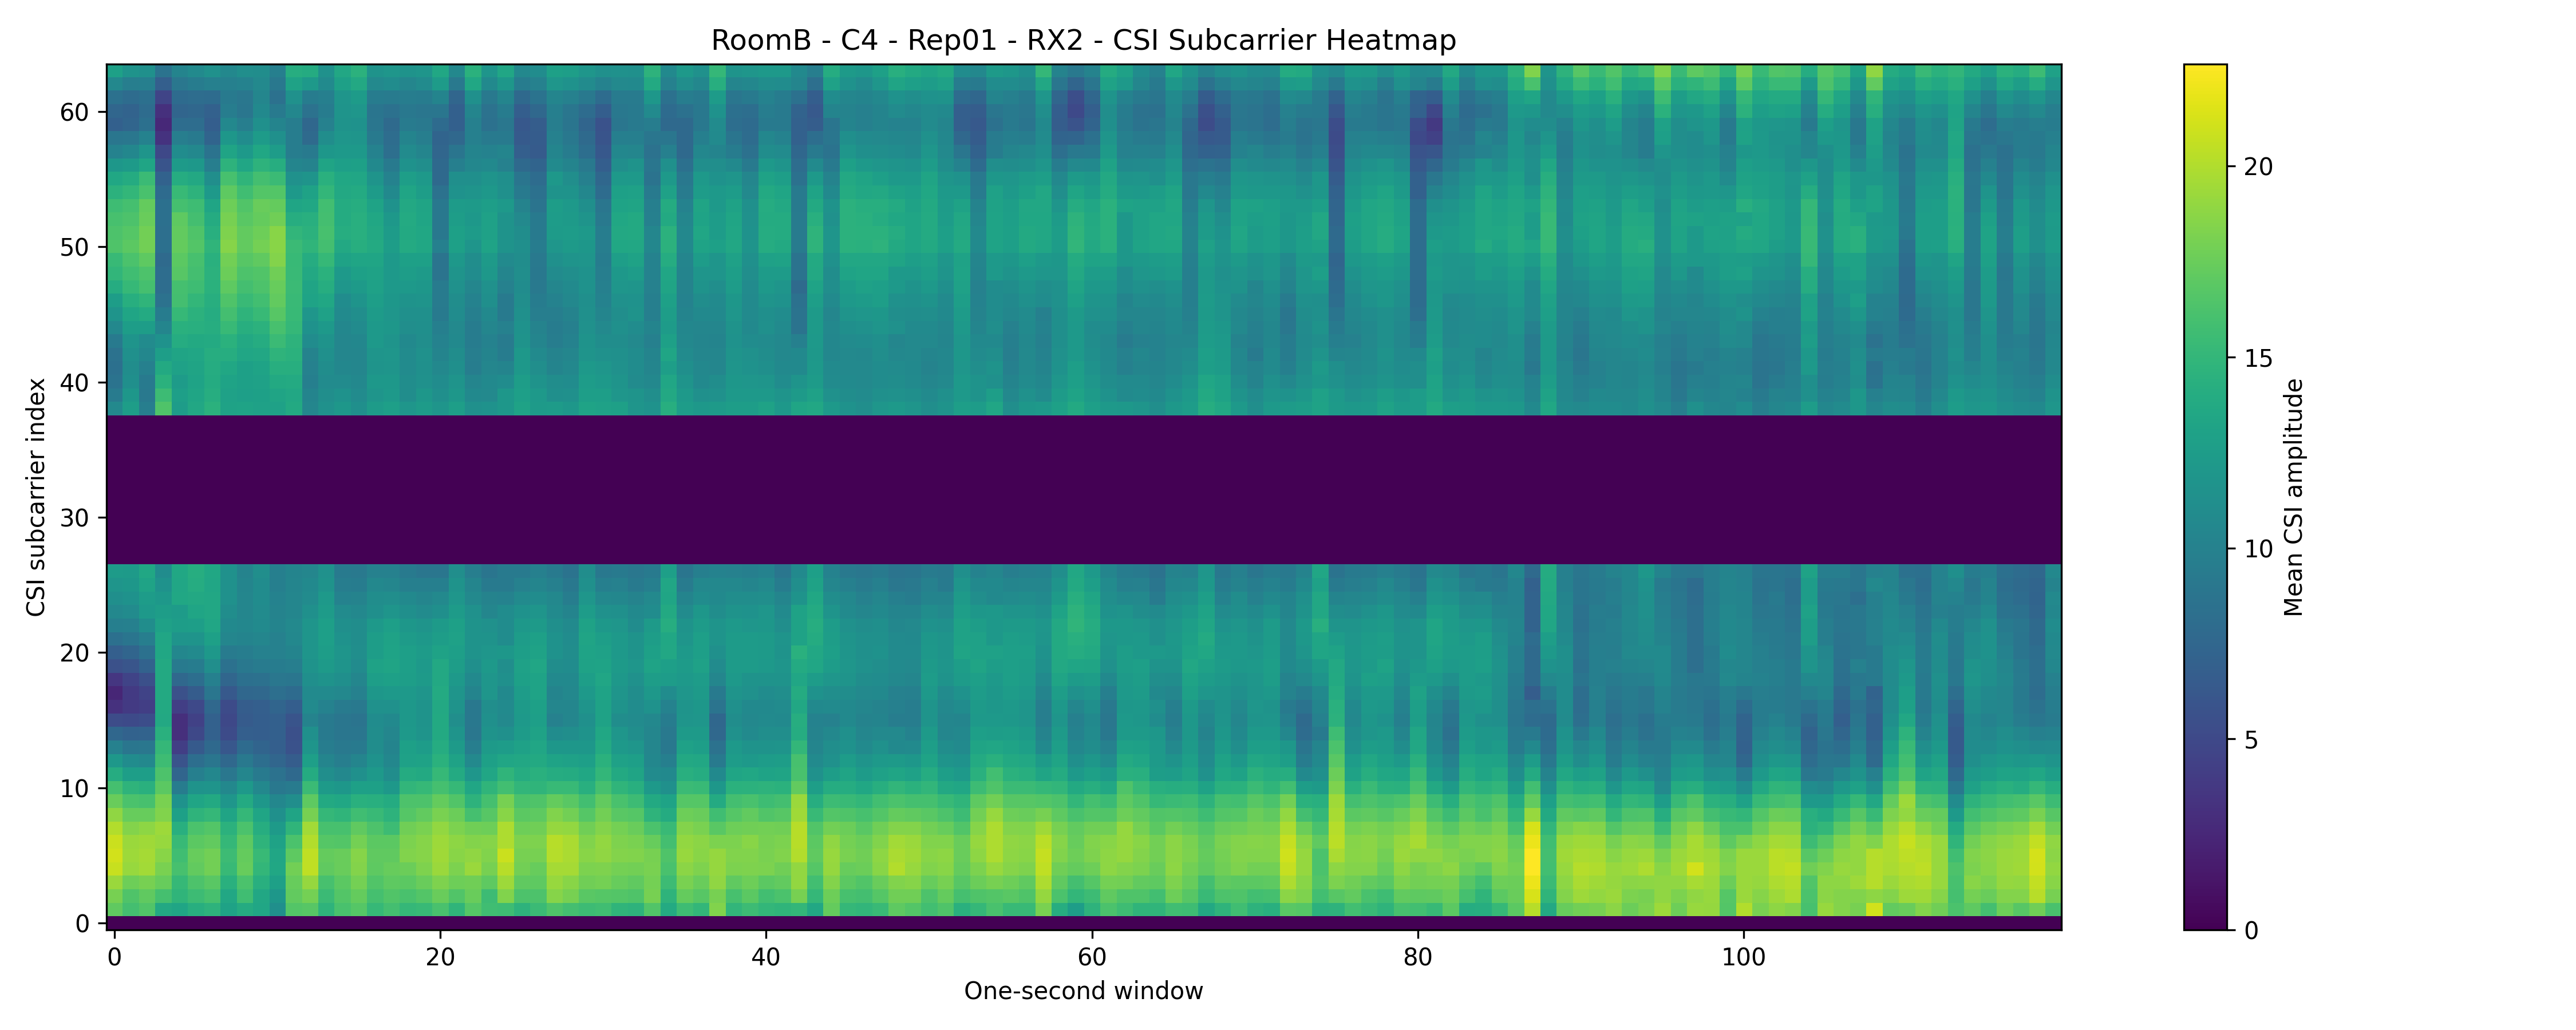 RoomB - C4 - Rep01 - RX2 - CSI Subcarrier Heatmap
CSI subcarrier index
60
50
40
30
20
10
0
0 20 40 60 80 100
One-second window
20
15
10
5
0
Mean CSI amplitude